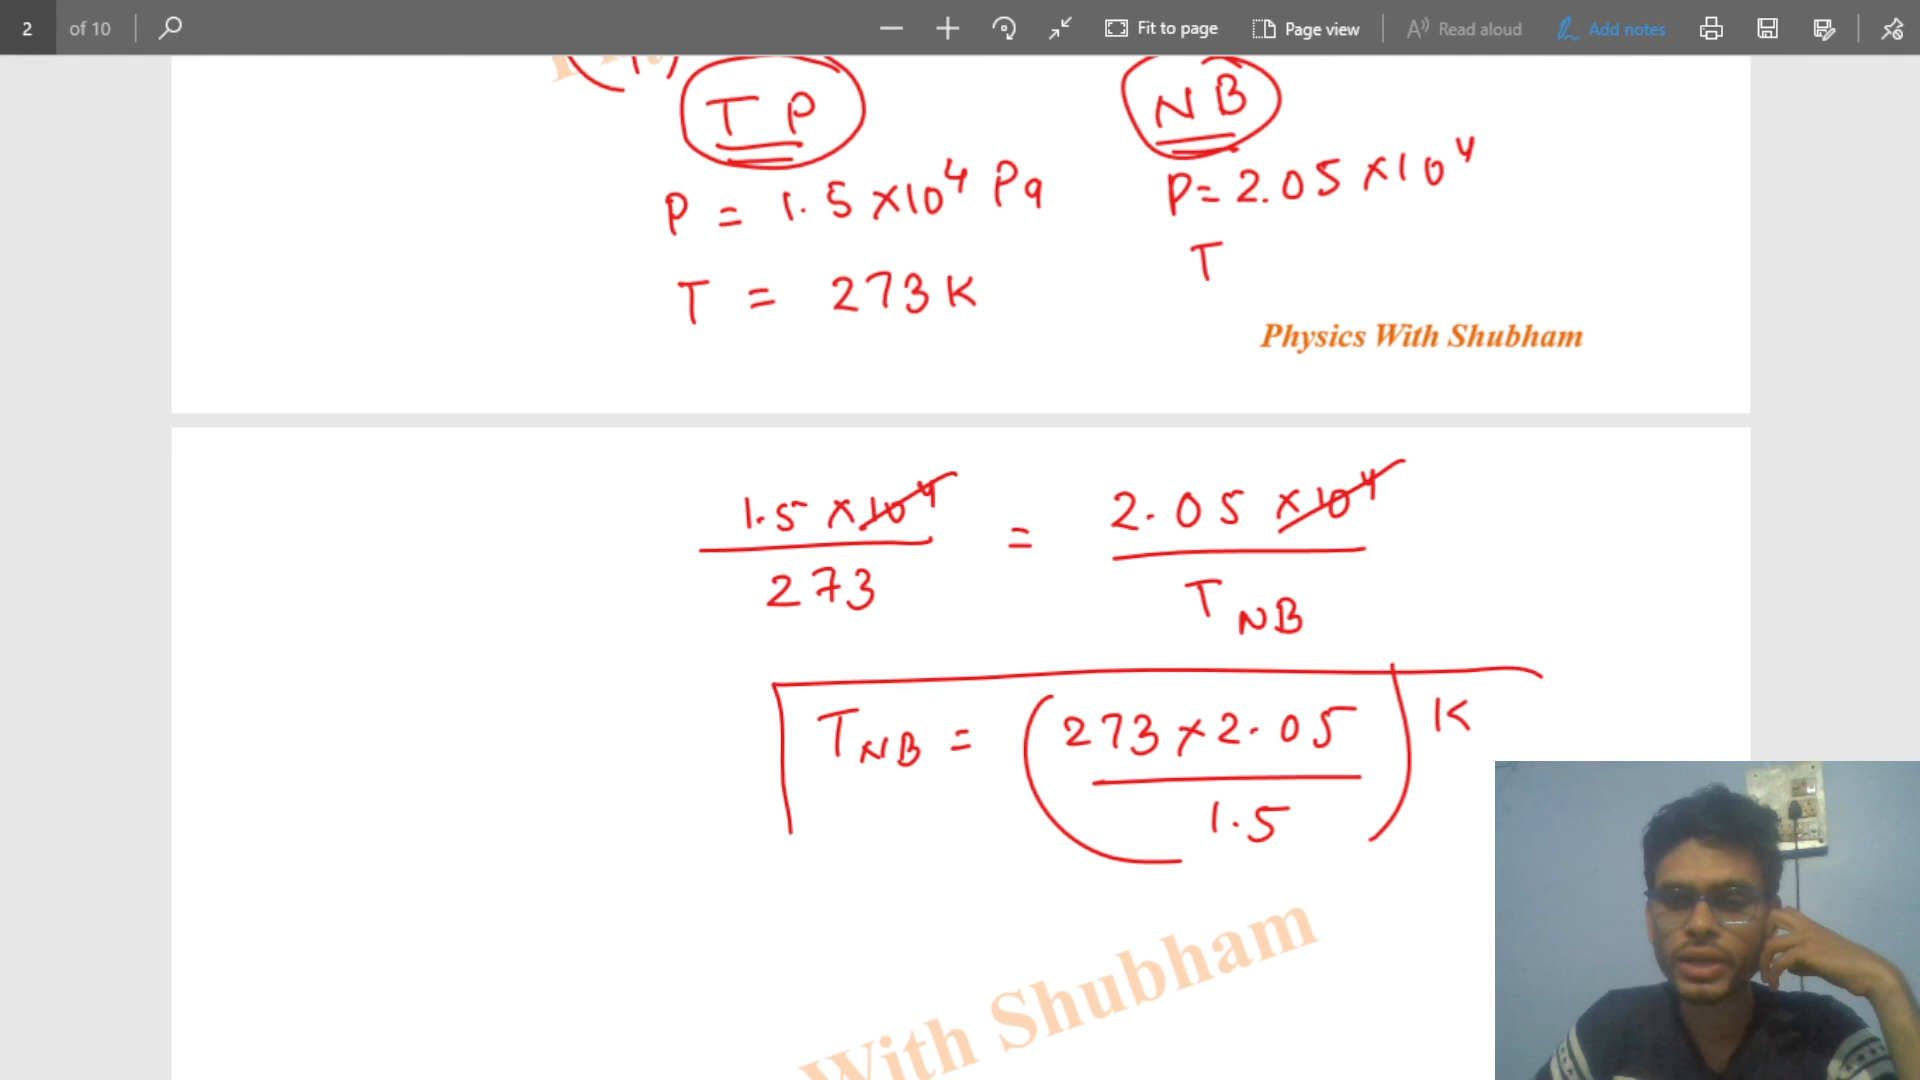 2 of 10 Fit to page Page view Read aloud Add notes
TP NB
P = 1.5 ×10⁴ Pa P = 2.05 ×10⁴
T = 273 K T
Physics With Shubham
1.5 ×10⁴ / 273 = 2.05 ×10⁴ / T_NB
T_NB = (273 × 2.05 / 1.5) K
With Shubham